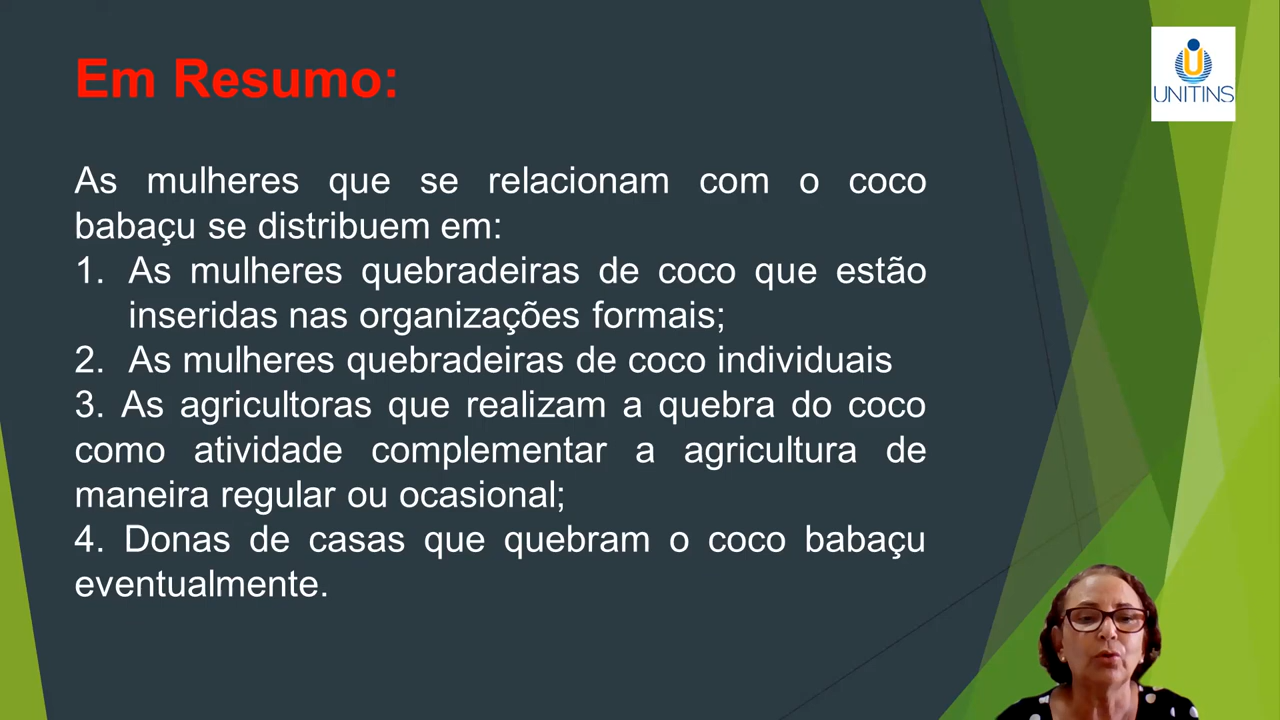 Em Resumo:
UNITINS
As mulheres que se relacionam com o coco
babaçu se distribuem em:
1. As mulheres quebradeiras de coco que estão
inseridas nas organizações formais;
2. As mulheres quebradeiras de coco individuais
3. As agricultoras que realizam a quebra do coco
como atividade complementar a agricultura de
maneira regular ou ocasional;
4. Donas de casas que quebram o coco babaçu
eventualmente.